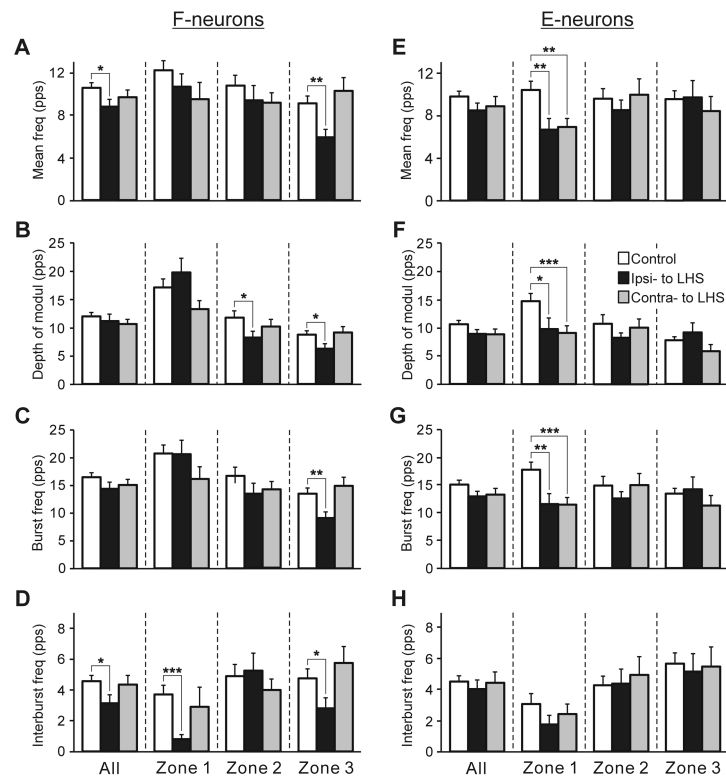 F-neurons
E-neurons
A
Mean freq (pps)
12
8
4
0
*
**
E
Mean freq (pps)
12
8
4
0
**
**
B
Depth of modul (pps)
25
20
15
10
5
0
*
*
F
Depth of modul (pps)
25
20
15
10
5
0
***
*
Control
Ipsi- to LHS
Contra- to LHS
C
Burst freq (pps)
25
20
15
10
5
0
**
G
Burst freq (pps)
25
20
15
10
5
0
***
**
D
Interburst freq (pps)
8
6
4
2
0
*
***
*
All Zone 1 Zone 2 Zone 3
H
Interburst freq (pps)
8
6
4
2
0
All Zone 1 Zone 2 Zone 3